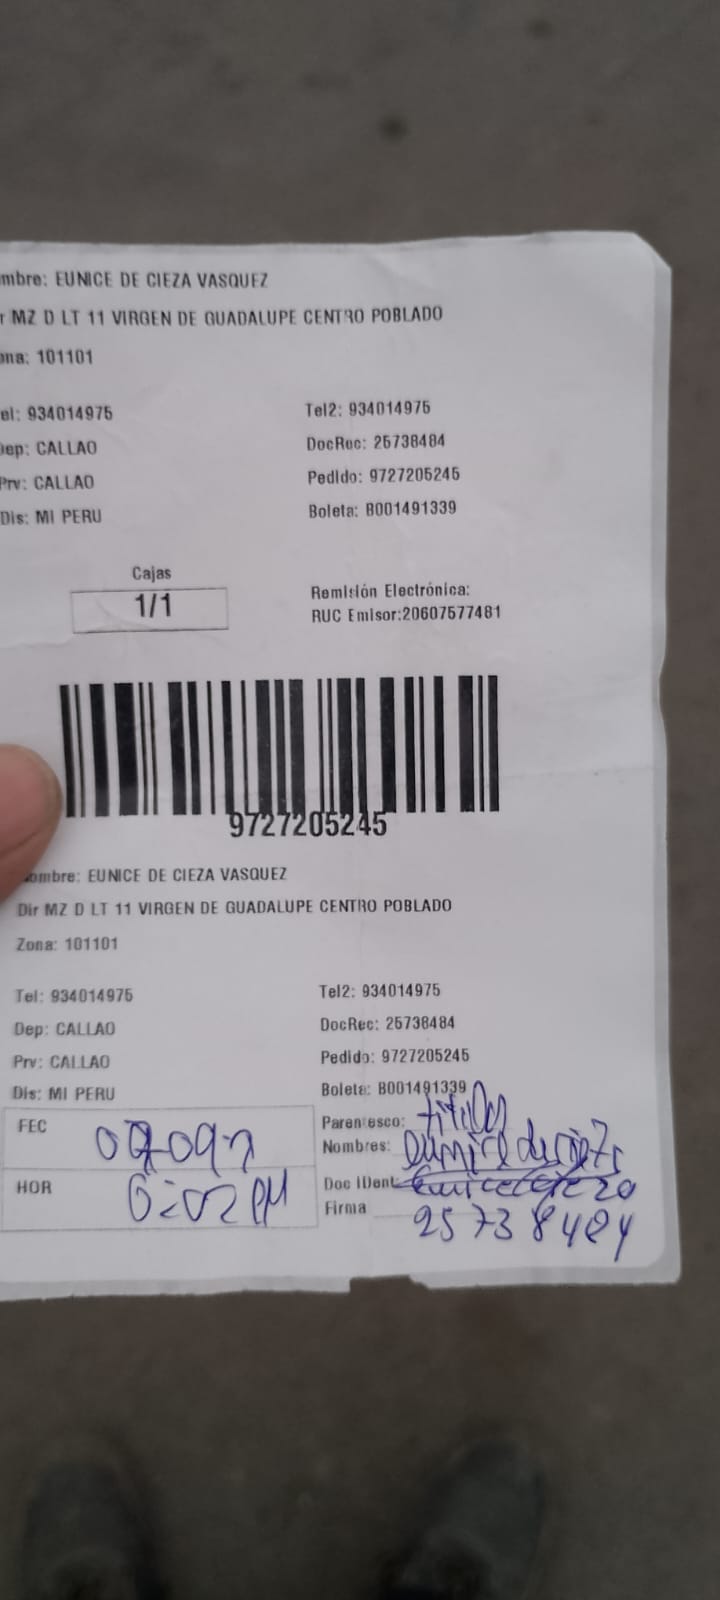 mbre: EUNICE DE CIEZA VASQUEZ
r MZ D LT 11 VIRGEN DE GUADALUPE CENTRO POBLADO
ona: 101101
el: 934014975 Tel2: 934014975
Dep: CALLAO DocRec: 25738484
Prv: CALLAO Pedido: 9727205245
Dis: MI PERU Boleta: B001491339
Cajas
1/1
Remisión Electrónica:
RUC Emisor:20607577481
9727205245
ombre: EUNICE DE CIEZA VASQUEZ
Dir MZ D LT 11 VIRGEN DE GUADALUPE CENTRO POBLADO
Zona: 101101
Tel: 934014975 Tel2: 934014975
Dep: CALLAO DocRec: 25738484
Prv: CALLAO Pedido: 9727205245
Dis: MI PERU Boleta: B001491339
FEC Parentesco:
Nombres:
HOR 6:02 PM Doc IDent
Firma 25738484